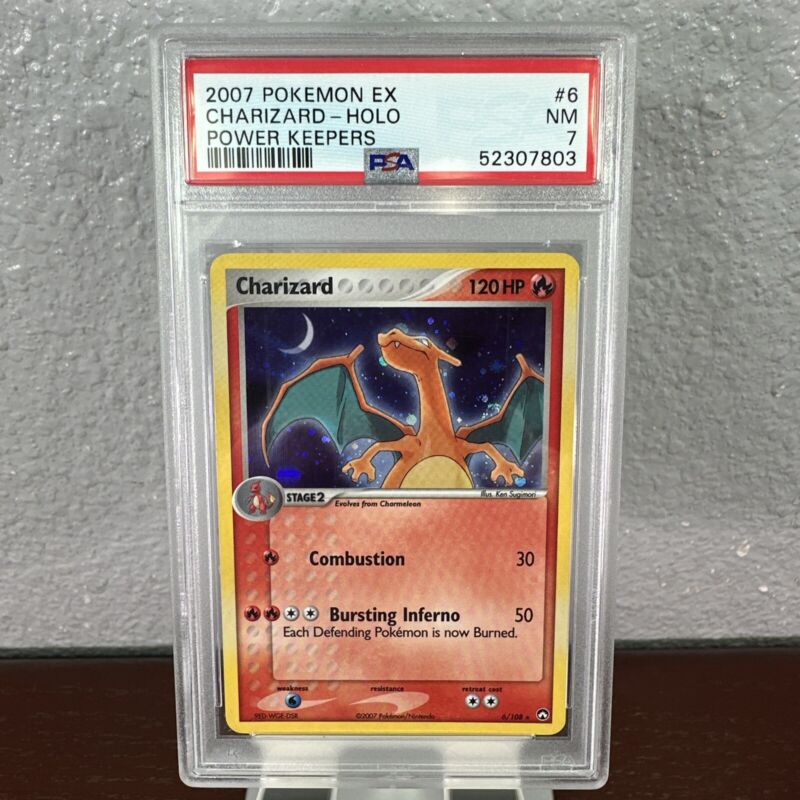 2007 POKEMON EX #6
CHARIZARD - HOLO NM
POWER KEEPERS 7
PSA 52307803
Charizard 120 HP
STAGE 2
Evolves from Charmeleon
Illus. Ken Sugimori
Combustion 30
Bursting Inferno 50
Each Defending Pokémon is now Burned.
weakness resistance retreat cost
©2007 Pokémon/Nintendo 6/108